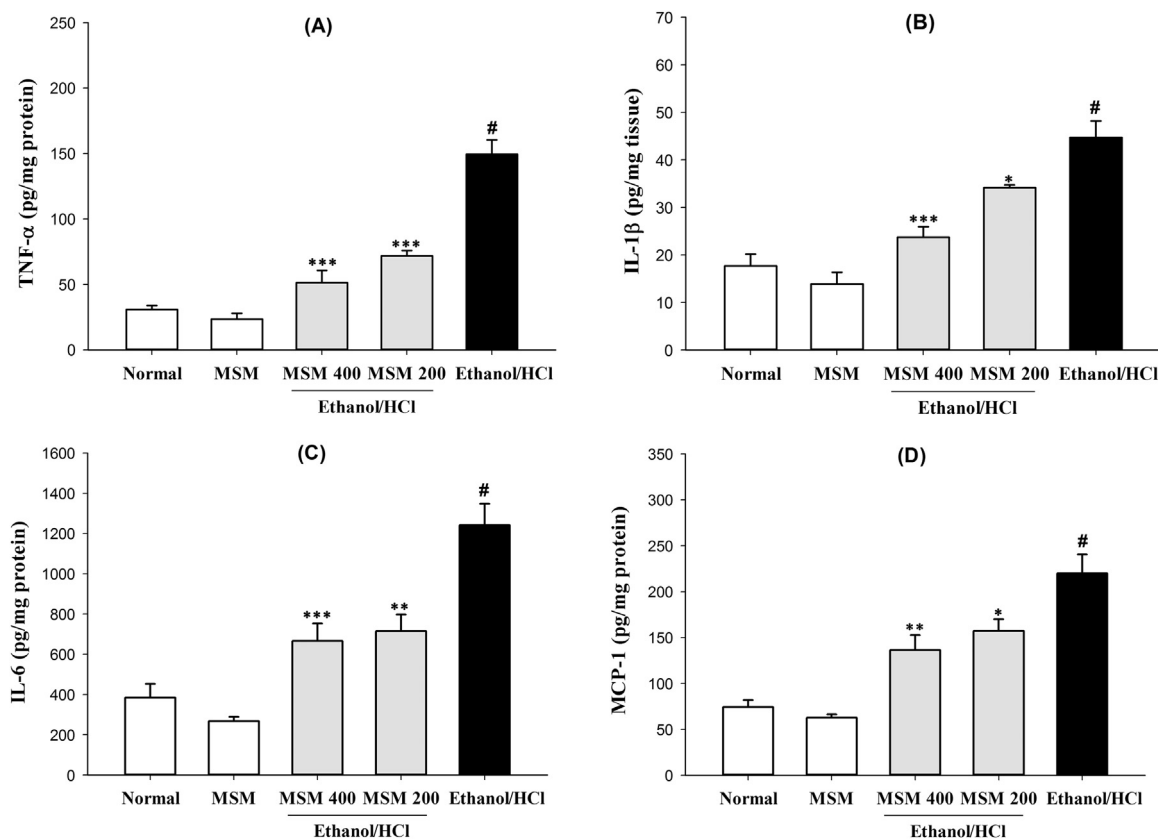 (A)
TNF-α (pg/mg protein)
250
200
150
100
50
0
#
***
***
Normal MSM MSM 400 MSM 200 Ethanol/HCl
Ethanol/HCl
(B)
IL-1β (pg/mg tissue)
70
60
50
40
30
20
10
0
#
*
***
Normal MSM MSM 400 MSM 200 Ethanol/HCl
Ethanol/HCl
(C)
IL-6 (pg/mg protein)
1600
1400
1200
1000
800
600
400
200
0
#
*** **
Normal MSM MSM 400 MSM 200 Ethanol/HCl
Ethanol/HCl
(D)
MCP-1 (pg/mg protein)
350
300
250
200
150
100
50
0
#
*
**
Normal MSM MSM 400 MSM 200 Ethanol/HCl
Ethanol/HCl